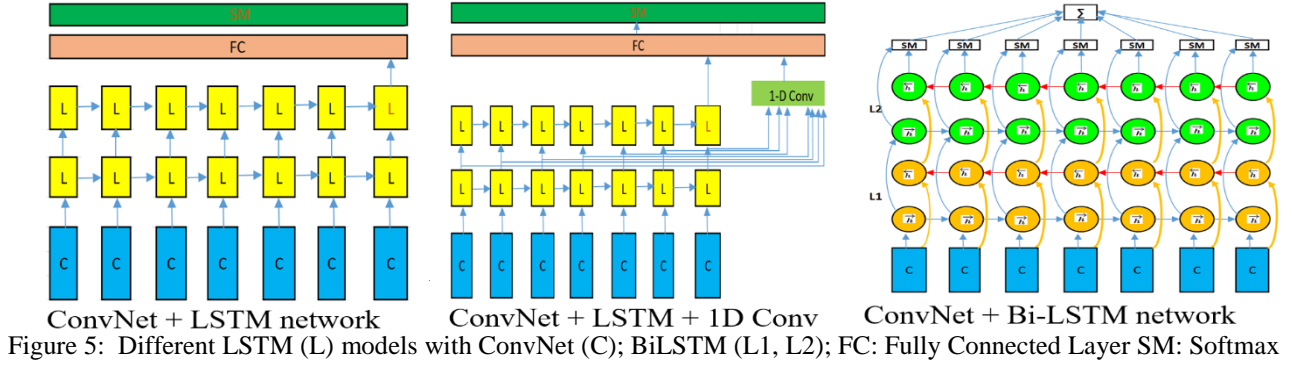 SM
FC
L L L L L L L
L L L L L L L
C C C C C C C
ConvNet + LSTM network
SM
FC
1-D Conv
L L L L L L L
L L L L L L L
C C C C C C C
ConvNet + LSTM + 1D Conv
Σ
SM SM SM SM SM SM SM
h h h h h h h
L2
h h h h h h h
h h h h h h h
L1
h h h h h h h
C C C C C C C
ConvNet + Bi-LSTM network
Figure 5: Different LSTM (L) models with ConvNet (C); BiLSTM (L1, L2); FC: Fully Connected Layer SM: Softmax